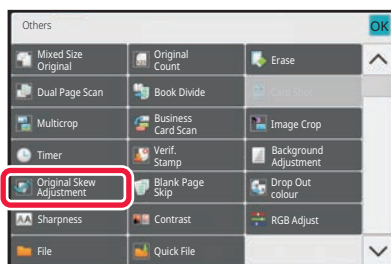 Others
OK
Mixed Size
Original
Original
Count
Erase
Dual Page Scan
Book Divide
Card Shot
Multicrop
Business
Card Scan
Image Crop
Timer
Verif.
Stamp
Background
Adjustment
Original Skew
Adjustment
Blank Page
Skip
Drop Out
colour
AA Sharpness
Contrast
RGB Adjust
File
Quick File